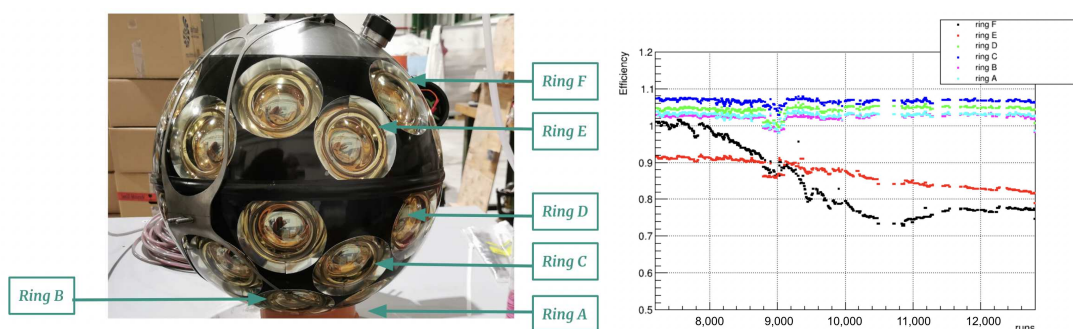 Ring F
Ring E
Ring D
Ring C
Ring B
Ring A
ring F
ring E
ring D
ring C
ring B
ring A
Efficiency
1.2
1.1
1
0.9
0.8
0.7
0.6
0.5
8,000
9,000
10,000
11,000
12,000
runs